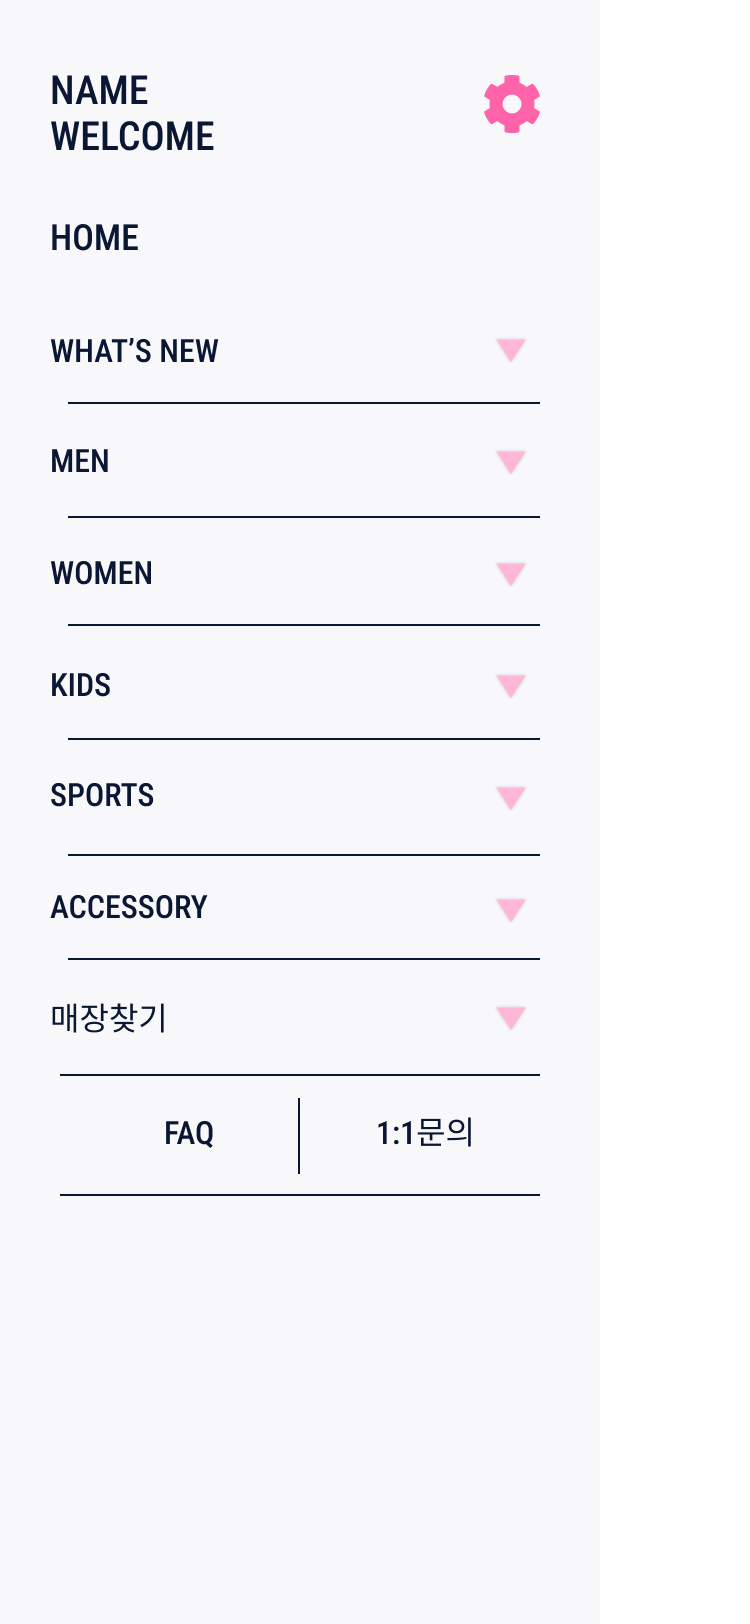 NAME
WELCOME
HOME
WHAT’S NEW
MEN
WOMEN
KIDS
SPORTS
ACCESSORY
매장찾기
FAQ
1:1문의